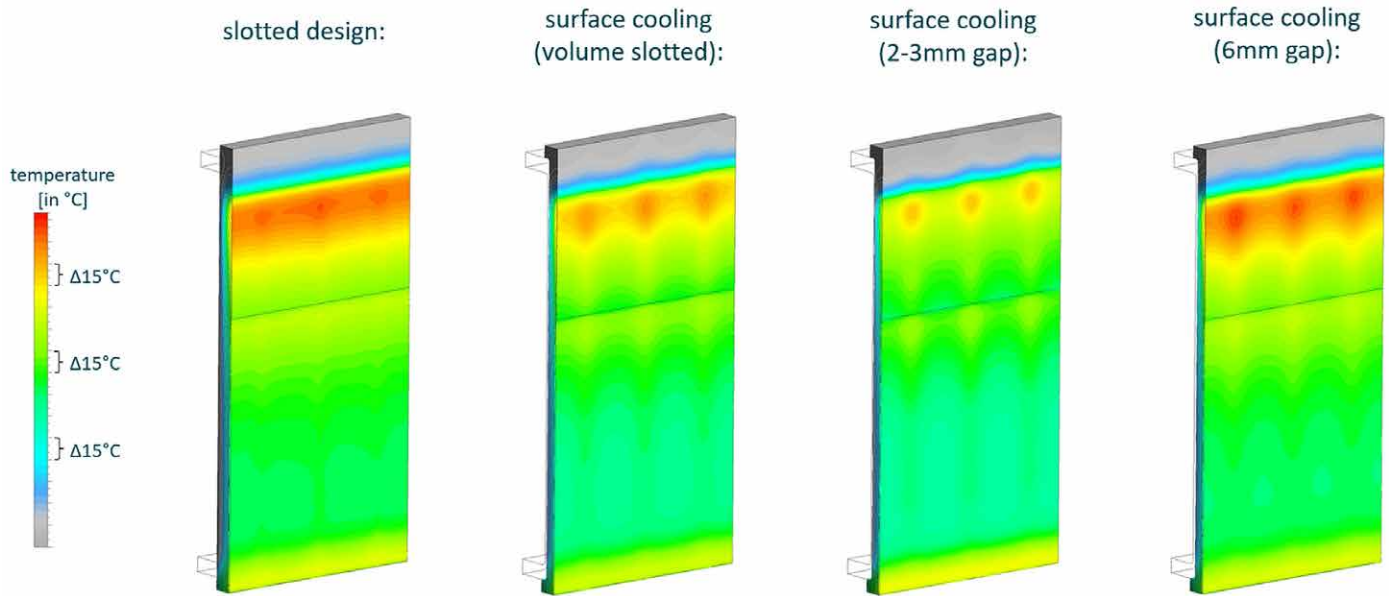 slotted design:
surface cooling
(volume slotted):
surface cooling
(2-3mm gap):
surface cooling
(6mm gap):
temperature
[in °C]
Δ15°C
Δ15°C
Δ15°C